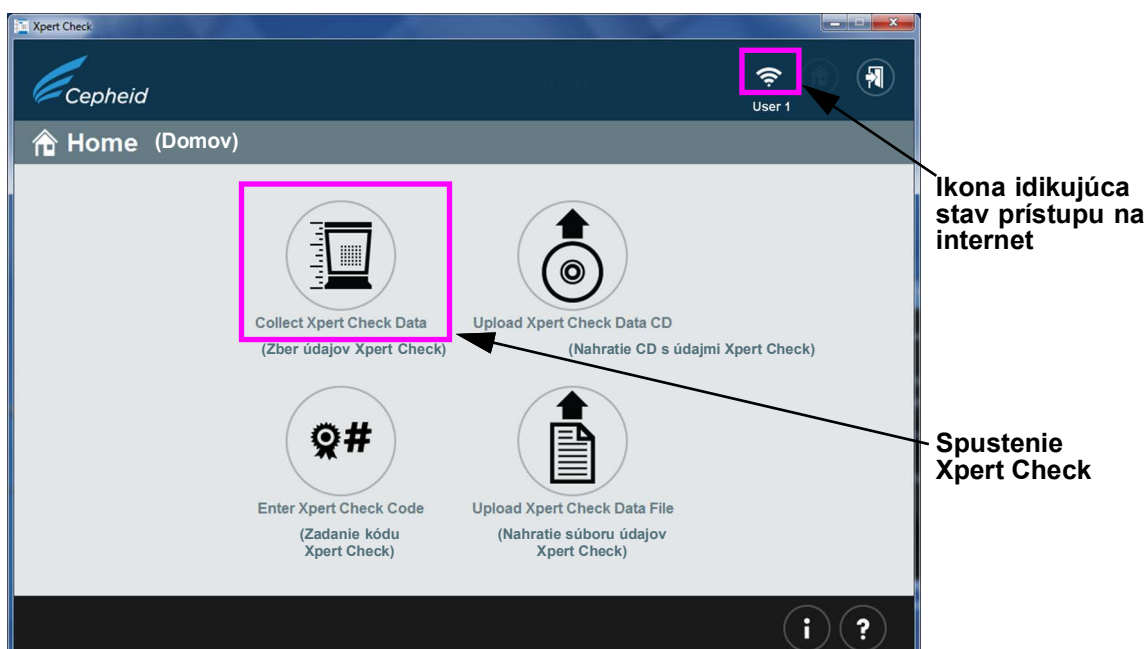 Xpert Check
Cepheid
User 1
Home (Domov)
Ikona idikujúca
stav prístupu na
internet
Collect Xpert Check Data
(Zber údajov Xpert Check)
Upload Xpert Check Data CD
(Nahratie CD s údajmi Xpert Check)
Spustenie
Xpert Check
#
Enter Xpert Check Code
(Zadanie kódu
Xpert Check)
Upload Xpert Check Data File
(Nahratie súboru údajov
Xpert Check)
i ?